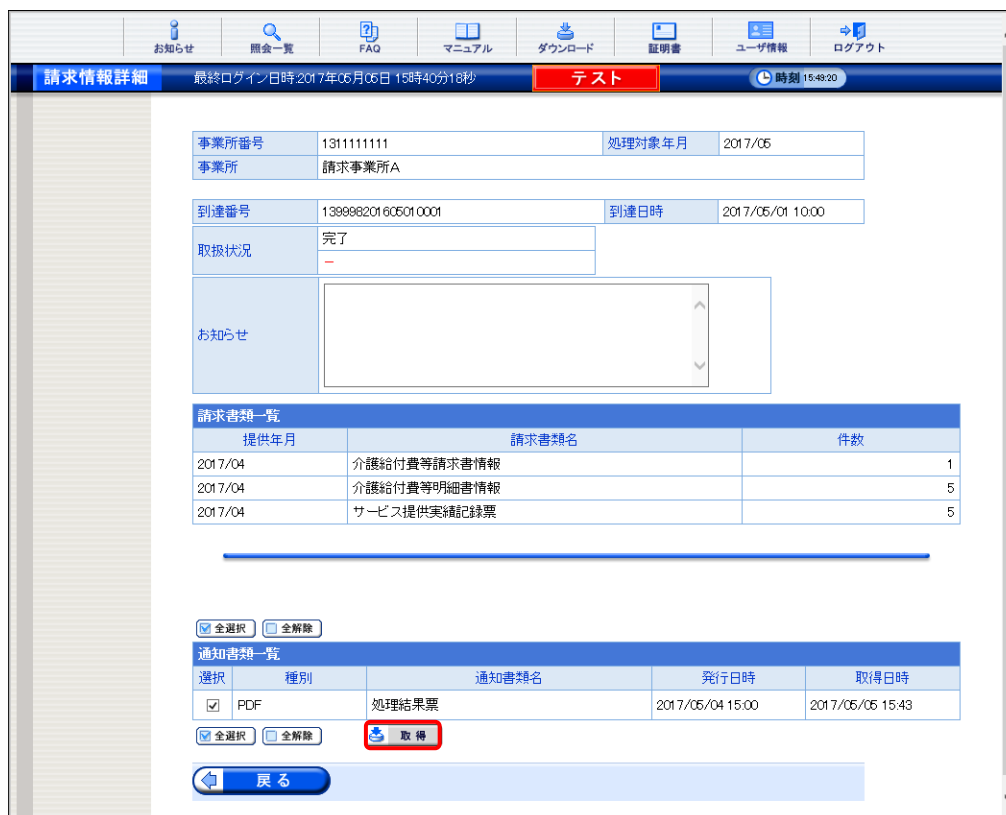 お知らせ 照会一覧 FAQ マニュアル ダウンロード 証明書 ユーザ情報 ログアウト
請求情報詳細 最終ログイン日時:2017年05月05日 15時40分18秒 テスト 時刻 15:49:20
事業所番号 1311111111 処理対象年月 2017/05
事業所 請求事業所A
到達番号 139998201605010001 到達日時 2017/05/01 10:00
取扱状況 完了
－
お知らせ
請求書類一覧
提供年月 請求書類名 件数
2017/04 介護給付費等請求書情報 1
2017/04 介護給付費等明細書情報 5
2017/04 サービス提供実績記録票 5
全選択 全解除
通知書類一覧
選択 種別 通知書類名 発行日時 取得日時
PDF 処理結果票 2017/05/04 15:00 2017/05/05 15:43
全選択 全解除 取得
戻る